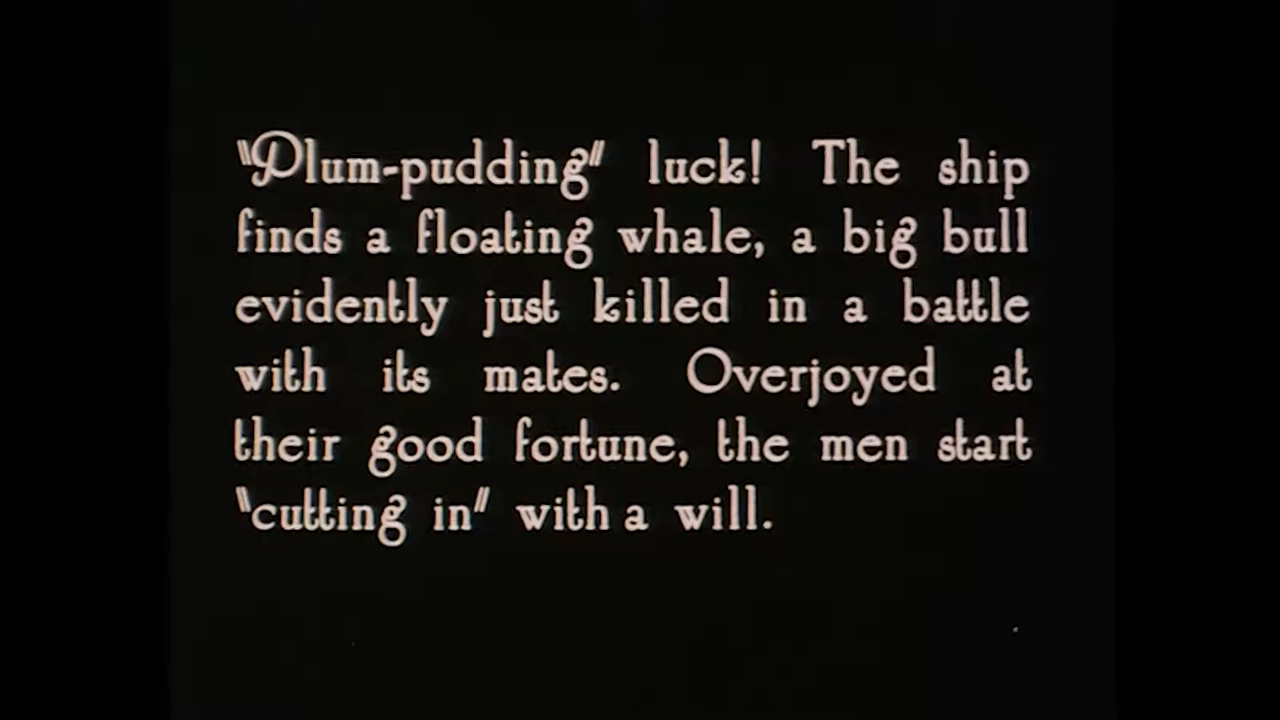 "Plum-pudding" luck! The ship
finds a floating whale, a big bull
evidently just killed in a battle
with its mates. Overjoyed at
their good fortune, the men start
"cutting in" with a will.